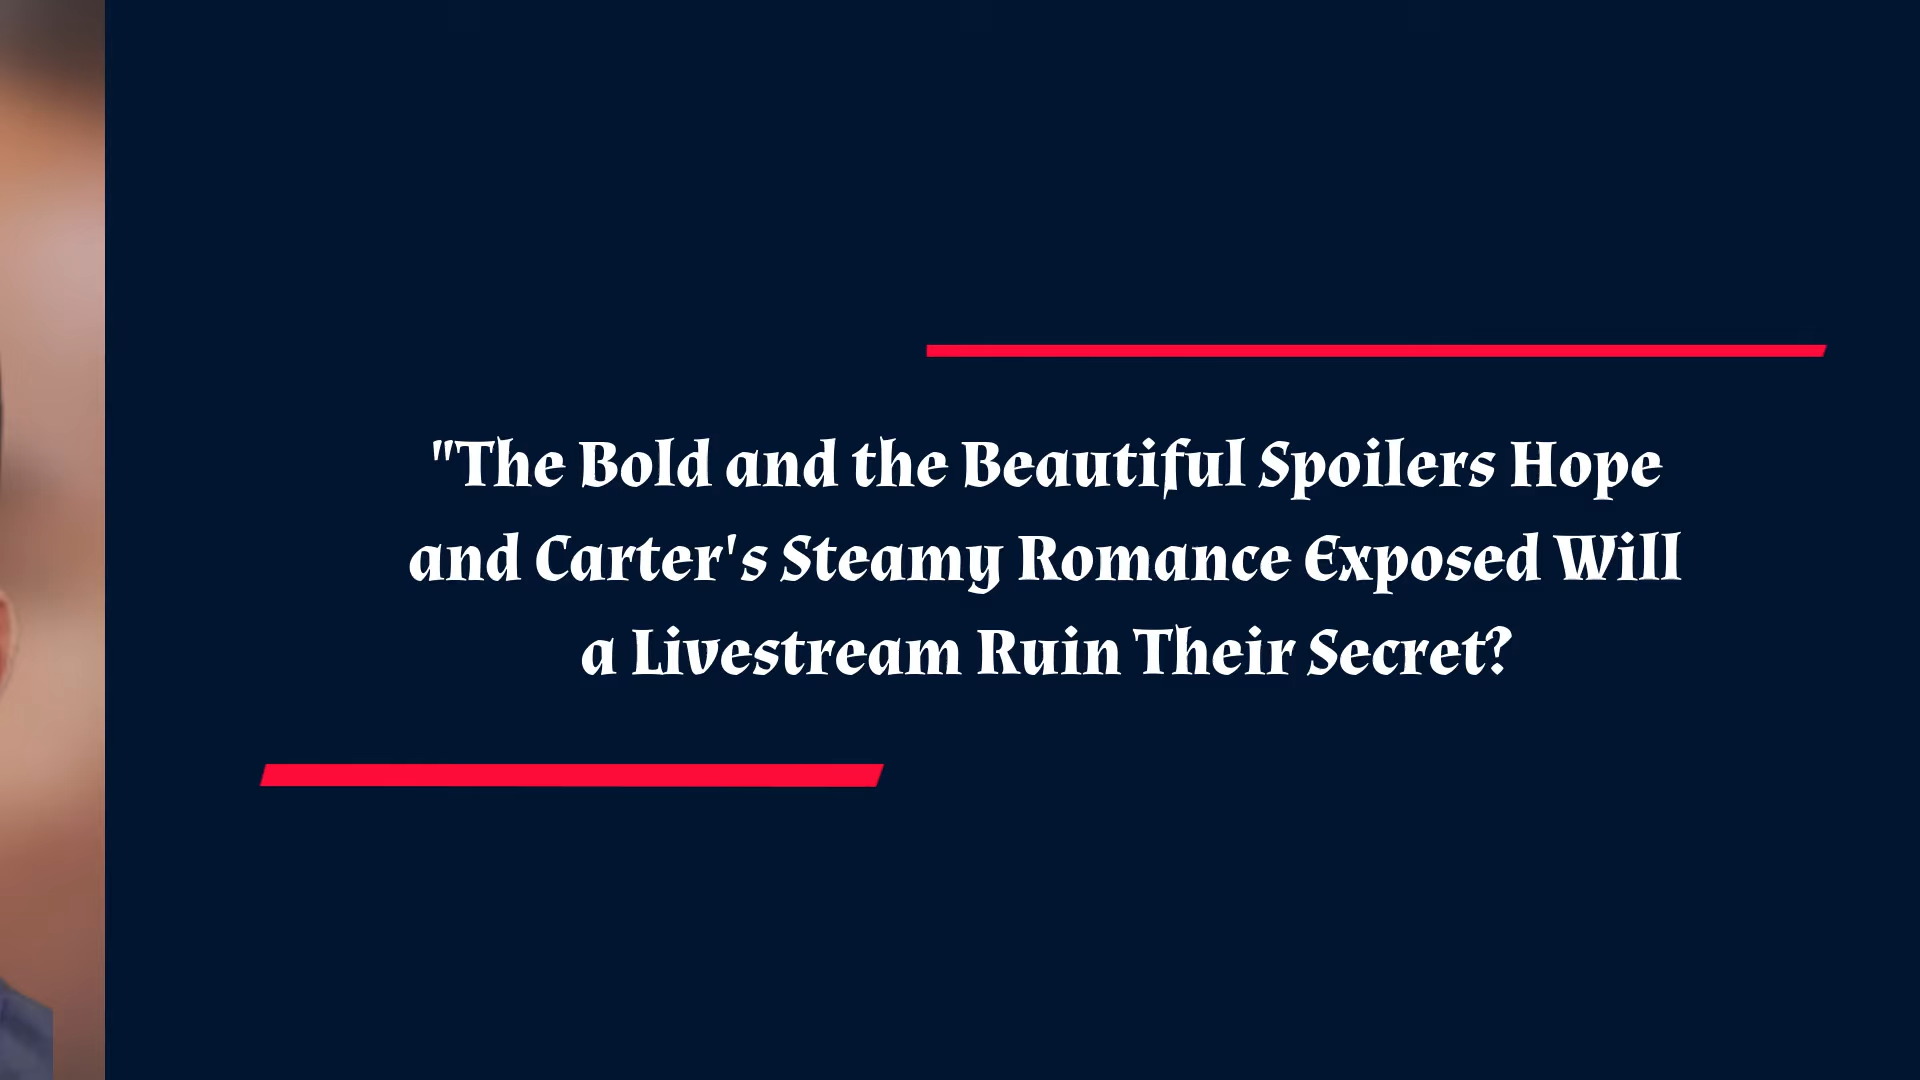 "The Bold and the Beautiful Spoilers Hope
and Carter's Steamy Romance Exposed Will
a Livestream Ruin Their Secret?